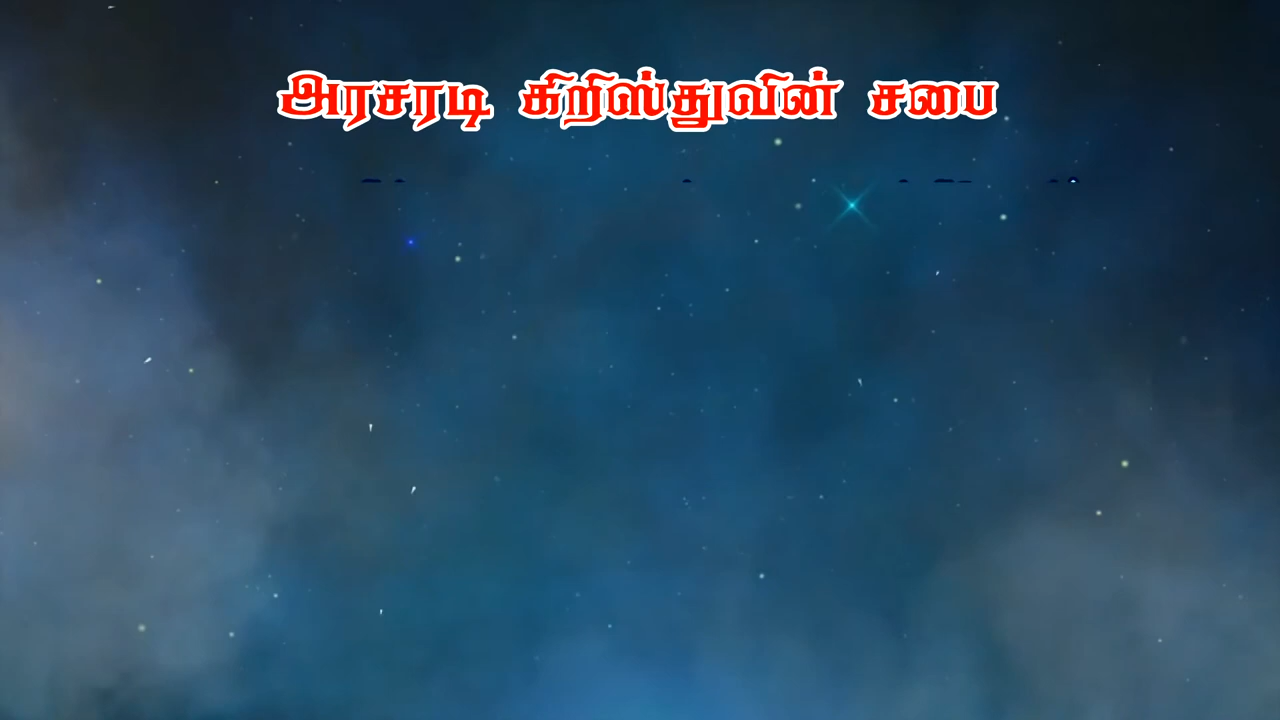 அரசரடி கிறிஸ்துவின் சபை